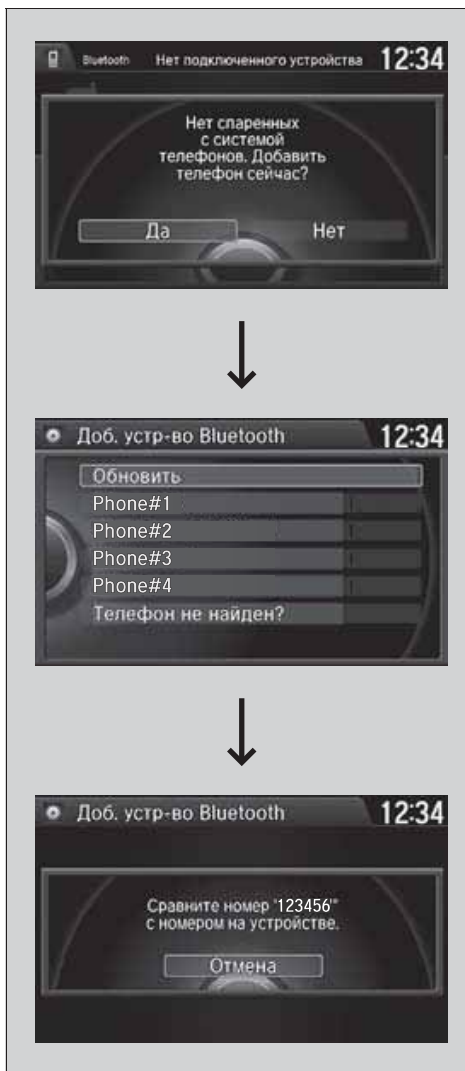 Bluetooth Нет подключенного устройства 12:34
Нет спаренных
с системой
телефонов. Добавить
телефон сейчас?
Да Нет
Доб. устр-во Bluetooth 12:34
Обновить
Phone#1
Phone#2
Phone#3
Phone#4
Телефон не найден?
Доб. устр-во Bluetooth 12:34
Сравните номер "123456"
с номером на устройстве.
Отмена